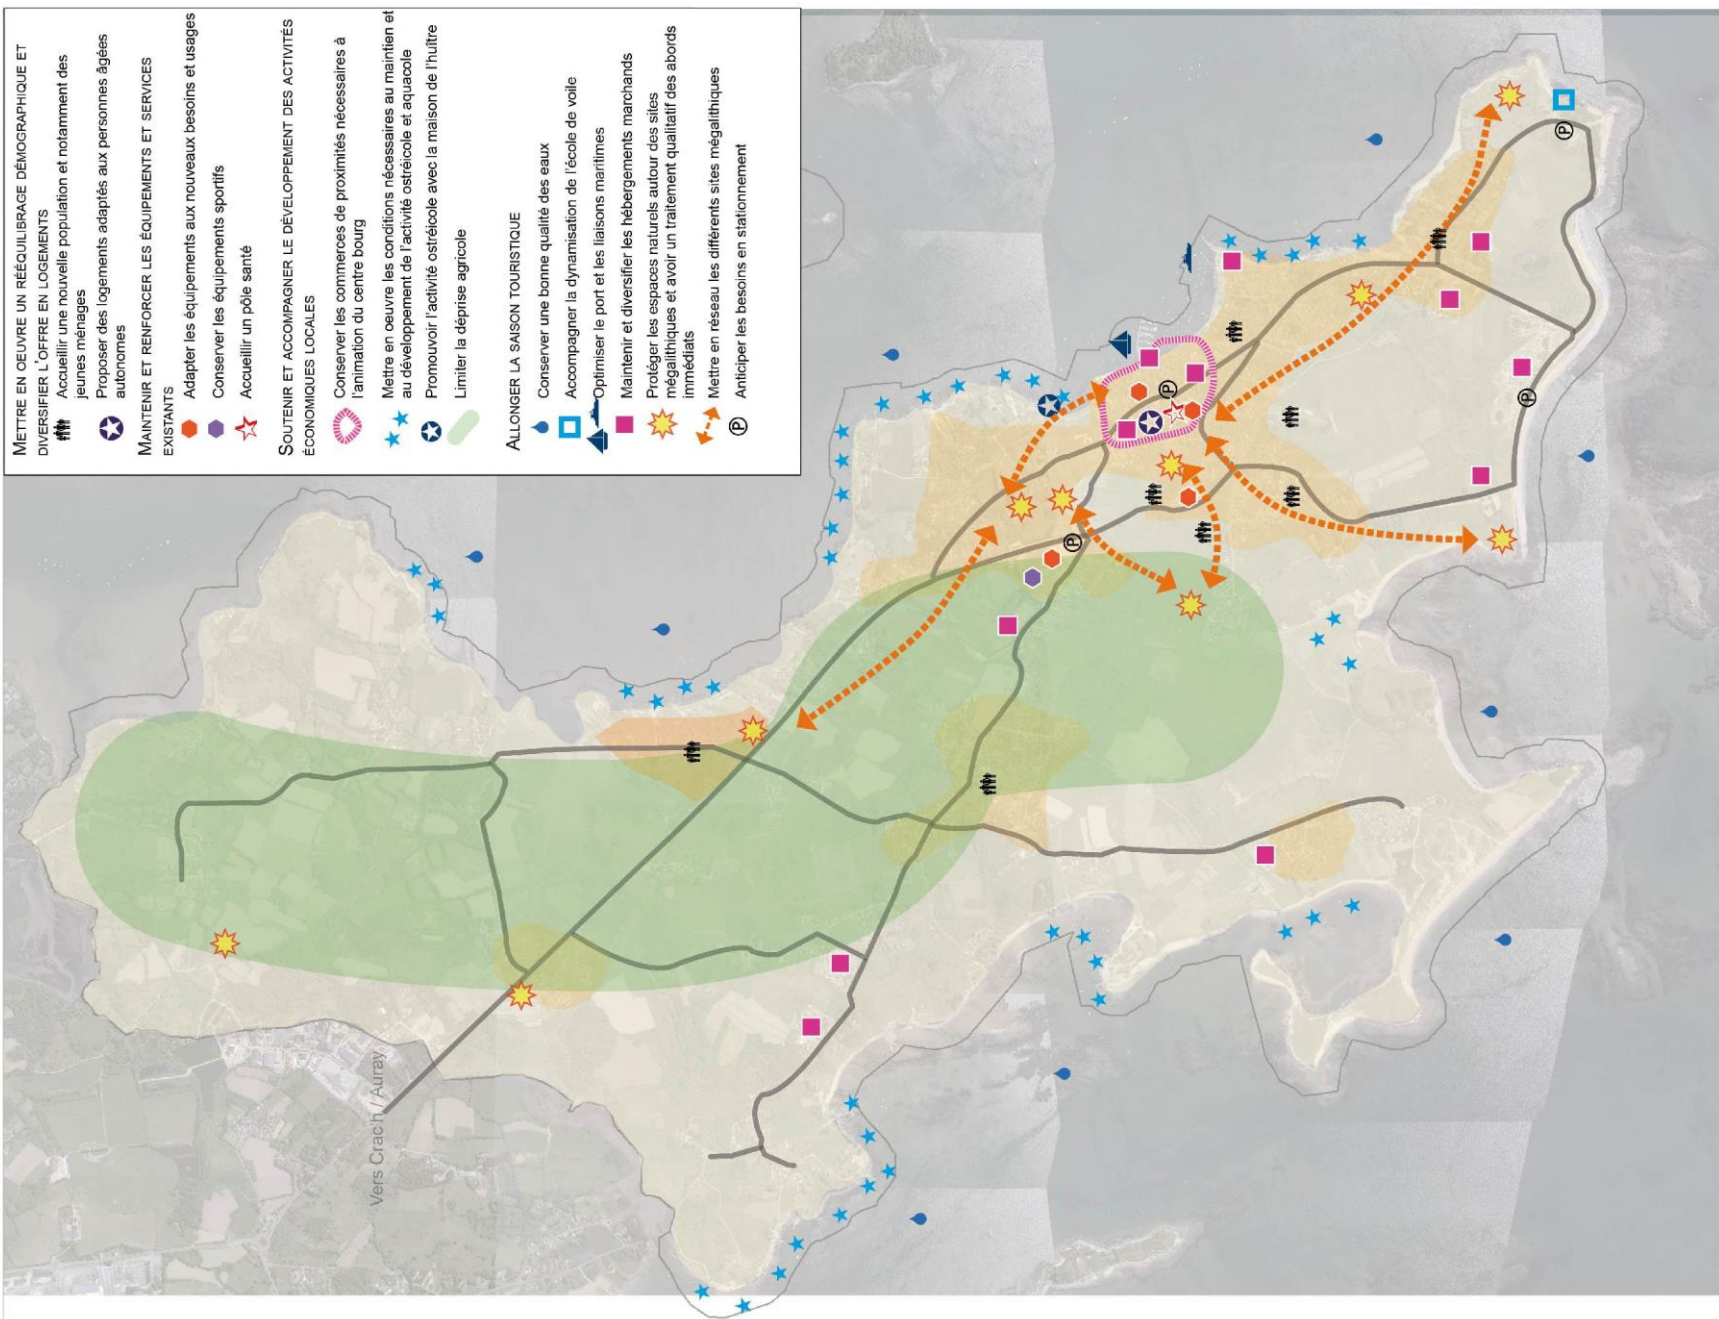 METTRE EN OEUVRE UN RÉÉQUILIBRAGE DÉMOGRAPHIQUE ET
DIVERSIFIER L'OFFRE EN LOGEMENTS
Accueillir une nouvelle population et notamment des
jeunes ménages
Proposer des logements adaptés aux personnes âgées
autonomes
MAINTENIR ET RENFORCER LES ÉQUIPEMENTS ET SERVICES
EXISTANTS
Adapter les équipements aux nouveaux besoins et usages
Conserver les équipements sportifs
Accueillir un pôle santé
SOUTENIR ET ACCOMPAGNER LE DÉVELOPPEMENT DES ACTIVITÉS
ÉCONOMIQUES LOCALES
Conserver les commerces de proximités nécessaires à
l'animation du centre bourg
Mettre en oeuvre les conditions nécessaires au maintien et
au développement de l'activité ostréicole et aquacole
Promouvoir l'activité ostréicole avec la maison de l'huître
Limiter la déprise agricole
ALLONGER LA SAISON TOURISTIQUE
Conserver une bonne qualité des eaux
Accompagner la dynamisation de l'école de voile
Optimiser le port et les liaisons maritimes
Maintenir et diversifier les hébergements marchands
Protéger les espaces naturels autour des sites
mégalithiques et avoir un traitement qualitatif des abords
immédiats
Mettre en réseau les différents sites mégalithiques
P Anticiper les besoins en stationnement
Vers Crac'h / Auray
P
P
P
P